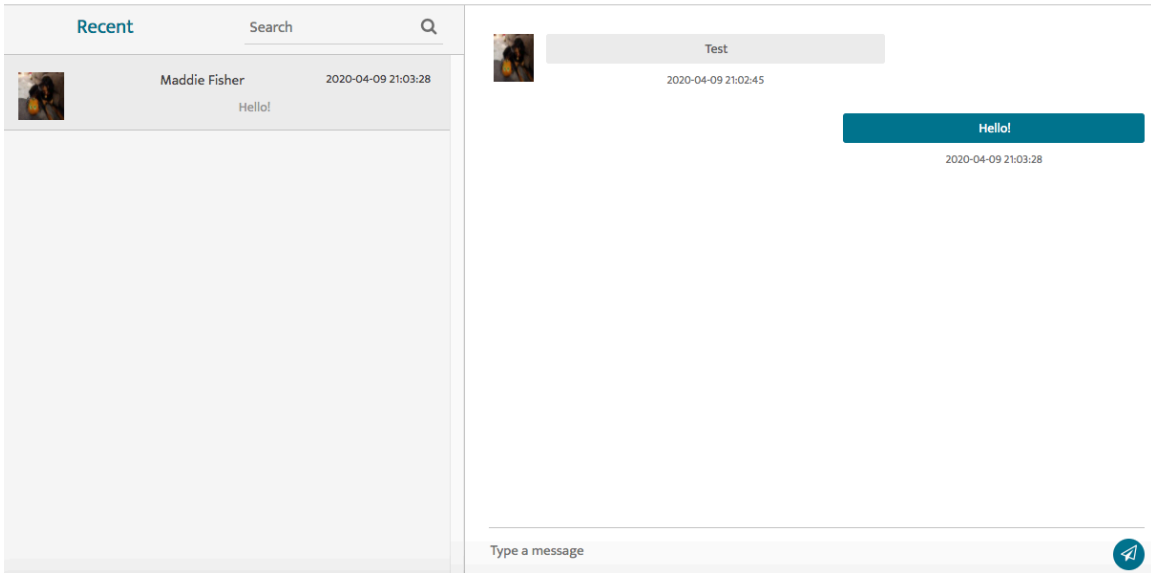 Recent
Search
Maddie Fisher
2020-04-09 21:03:28
Hello!
Test
2020-04-09 21:02:45
Hello!
2020-04-09 21:03:28
Type a message